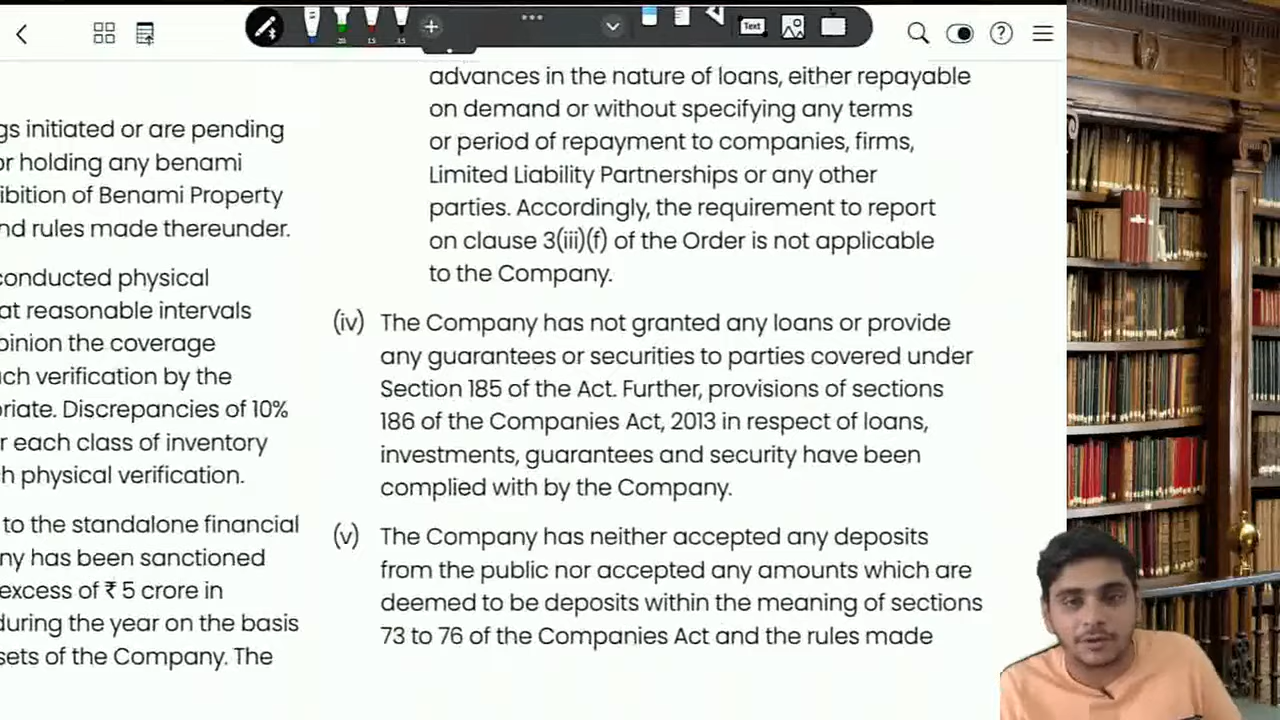 Text
gs initiated or are pending
or holding any benami
ibition of Benami Property
nd rules made thereunder.
conducted physical
at reasonable intervals
pinion the coverage
ch verification by the
riate. Discrepancies of 10%
r each class of inventory
h physical verification.
to the standalone financial
ny has been sanctioned
excess of ₹ 5 crore in
during the year on the basis
sets of the Company. The
advances in the nature of loans, either repayable
on demand or without specifying any terms
or period of repayment to companies, firms,
Limited Liability Partnerships or any other
parties. Accordingly, the requirement to report
on clause 3(iii)(f) of the Order is not applicable
to the Company.
(iv) The Company has not granted any loans or provide
any guarantees or securities to parties covered under
Section 185 of the Act. Further, provisions of sections
186 of the Companies Act, 2013 in respect of loans,
investments, guarantees and security have been
complied with by the Company.
(v) The Company has neither accepted any deposits
from the public nor accepted any amounts which are
deemed to be deposits within the meaning of sections
73 to 76 of the Companies Act and the rules made